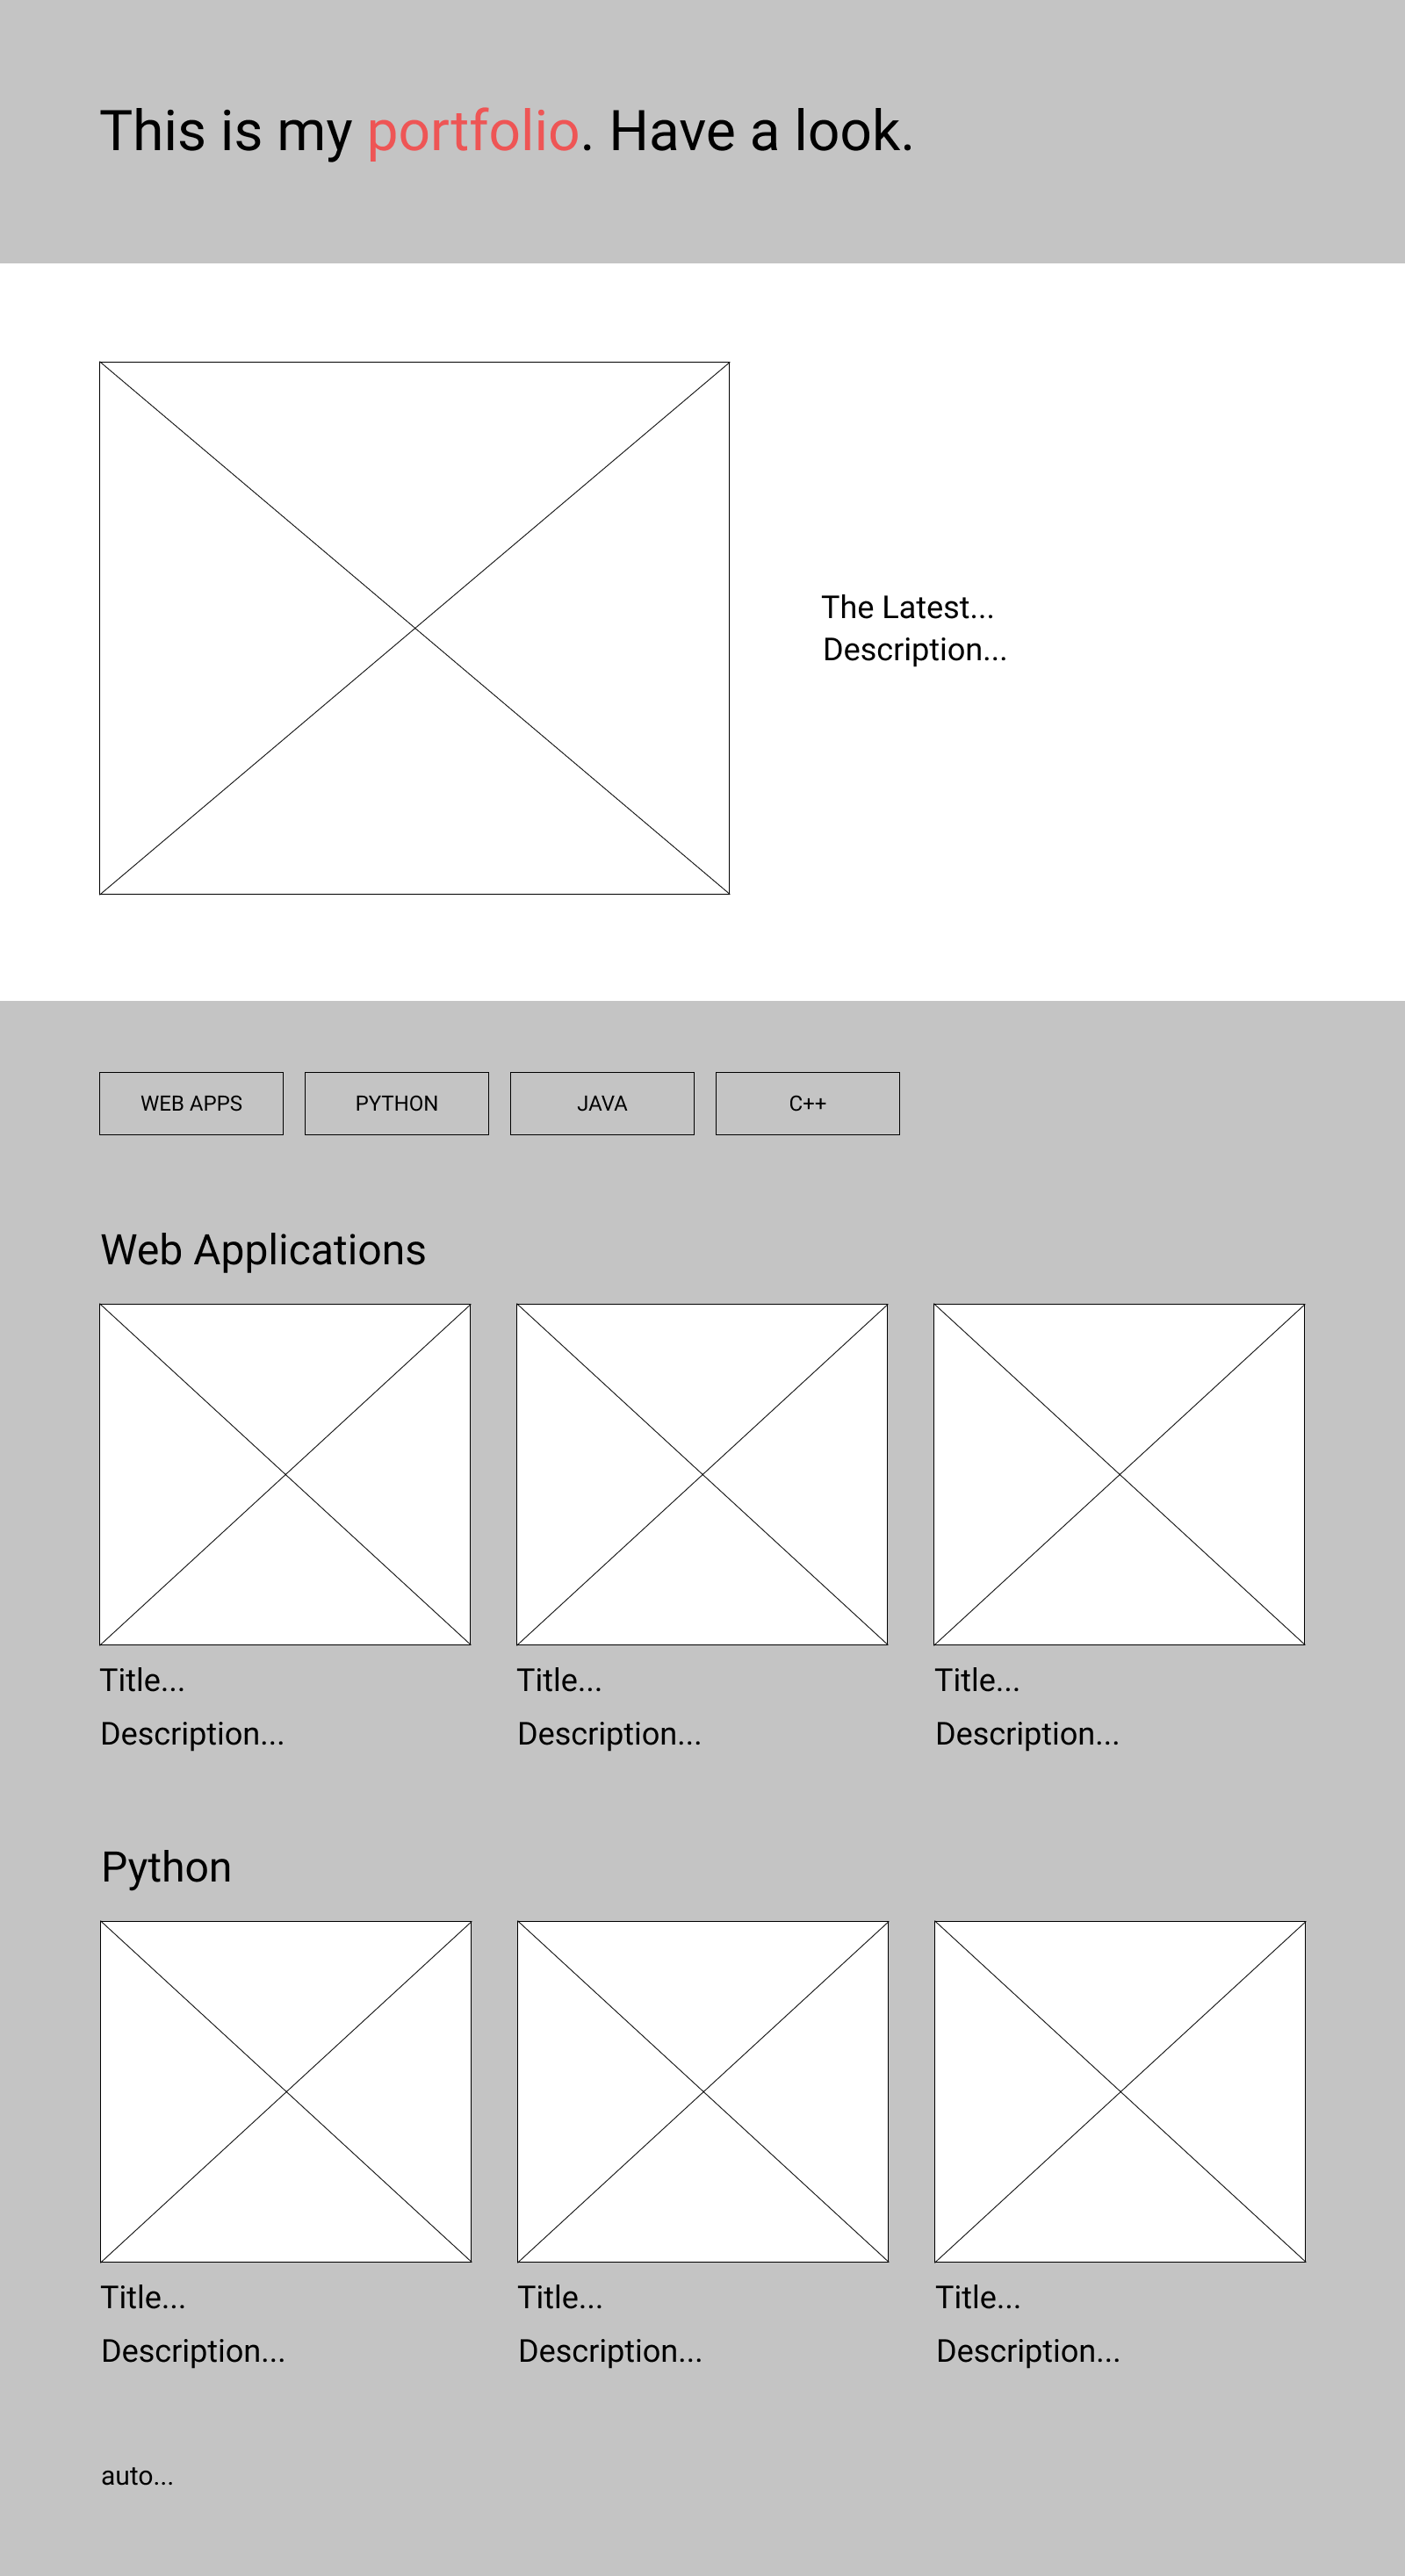 This is my portfolio. Have a look.
The Latest...
Description...
WEB APPS PYTHON JAVA C++
Web Applications
Title... Title... Title...
Description... Description... Description...
Python
Title... Title... Title...
Description... Description... Description...
auto...